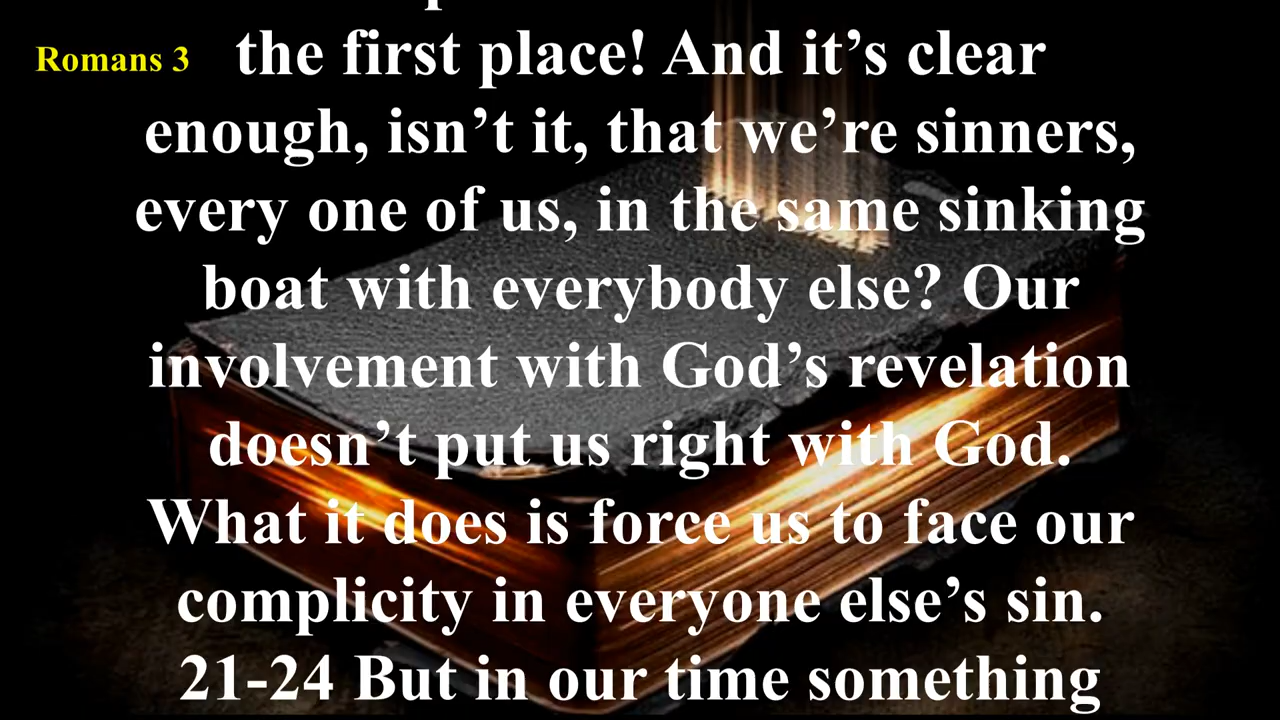 Romans 3
the first place! And it’s clear
enough, isn’t it, that we’re sinners,
every one of us, in the same sinking
boat with everybody else? Our
involvement with God’s revelation
doesn’t put us right with God.
What it does is force us to face our
complicity in everyone else’s sin.
21-24 But in our time something